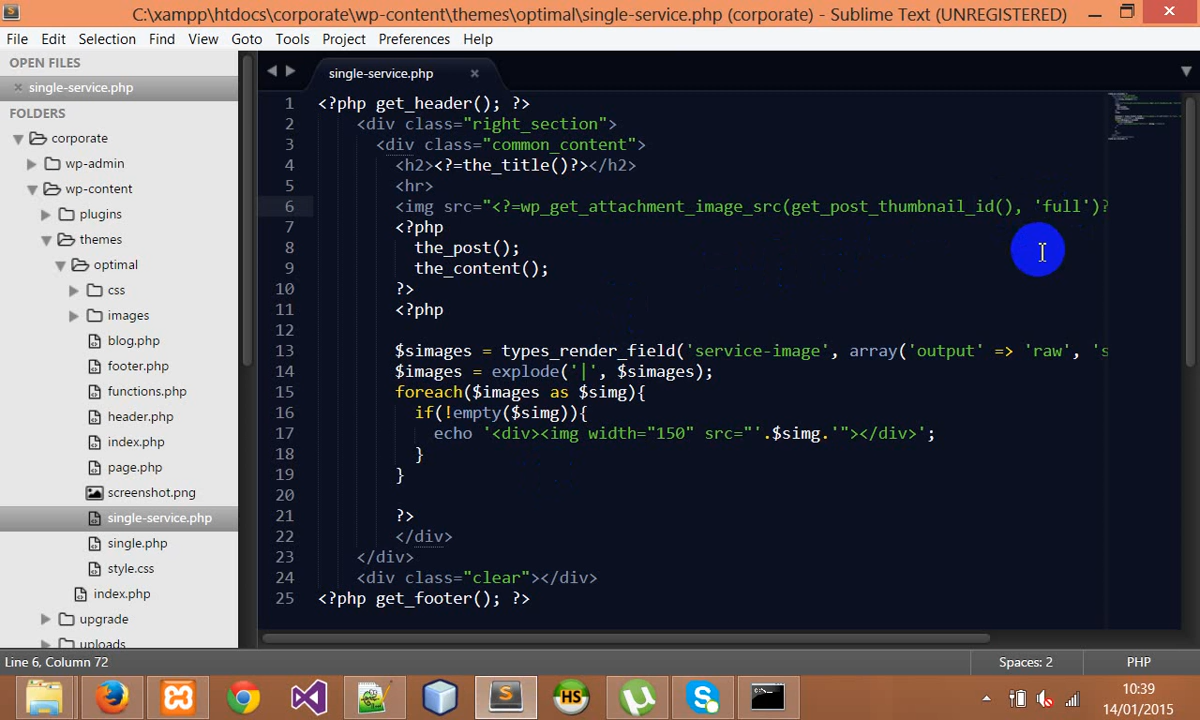 C:\xampp\htdocs\corporate\wp-content\themes\optimal\single-service.php (corporate) - Sublime Text (UNREGISTERED)
File Edit Selection Find View Goto Tools Project Preferences Help
OPEN FILES
single-service.php
FOLDERS
corporate
wp-admin
wp-content
plugins
themes
optimal
css
images
blog.php
footer.php
functions.php
header.php
index.php
page.php
screenshot.png
single-service.php
single.php
style.css
index.php
upgrade
uploads
single-service.php
1 <?php get_header(); ?>
2 <div class="right_section">
3 <div class="common_content">
4 <h2><?=the_title()?></h2>
5 <hr>
6 <img src="<?=wp_get_attachment_image_src(get_post_thumbnail_id(), 'full')?
7 <?php
8 the_post();
9 the_content();
10 ?>
11 <?php
12
13 $simages = types_render_field('service-image', array('output' => 'raw', 's
14 $images = explode('|', $simages);
15 foreach($images as $simg){
16 if(!empty($simg)){
17 echo '<div><img width="150" src="'.$simg.'"></div>';
18 }
19 }
20
21 ?>
22 </div>
23 </div>
24 <div class="clear"></div>
25 <?php get_footer(); ?>
Line 6, Column 72
Spaces: 2
PHP
HS
10:39
14/01/2015